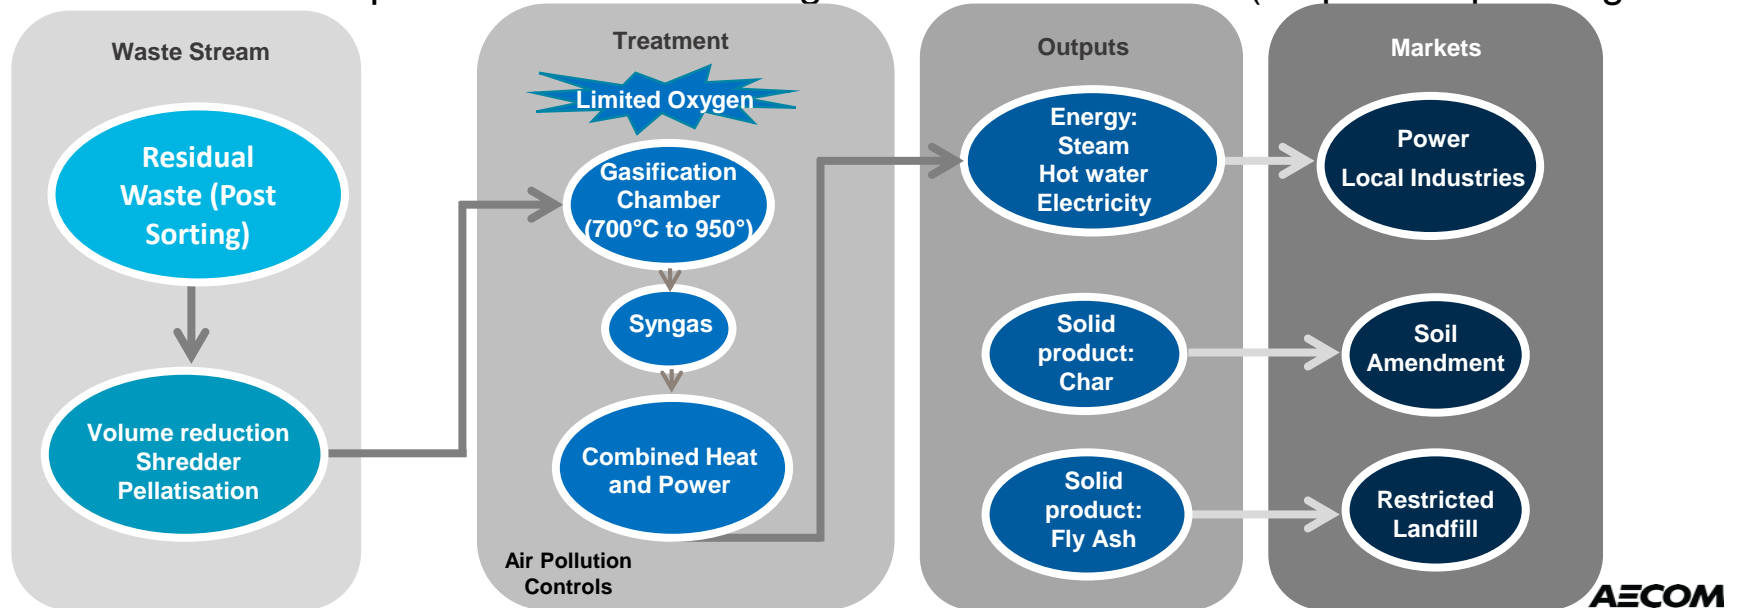 Waste Stream
Residual
Waste (Post
Sorting)
Volume reduction
Shredder
Pellatisation
Treatment
Limited Oxygen
Gasification
Chamber
(700°C to 950°)
Syngas
Combined Heat
and Power
Air Pollution
Controls
Outputs
Energy:
Steam
Hot water
Electricity
Solid
product:
Char
Solid
product:
Fly Ash
Markets
Power
Local Industries
Soil
Amendment
Restricted
Landfill
AECOM